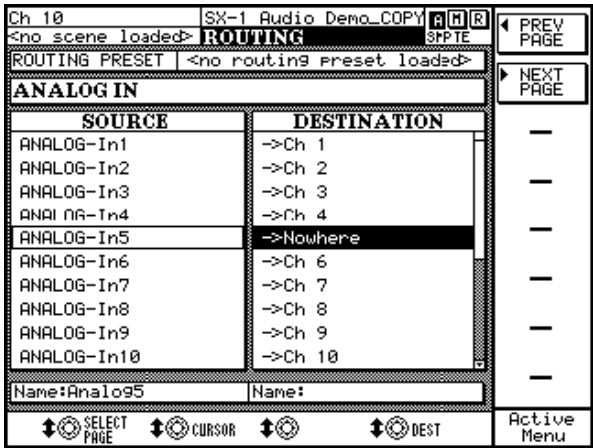 Ch 10 SX-1 Audio Demo_COPY A M R
<no scene loaded> ROUTING SMPTE
ROUTING PRESET <no routing preset loaded>
ANALOG IN
SOURCE DESTINATION
ANALOG-In1 ->Ch 1
ANALOG-In2 ->Ch 2
ANALOG-In3 ->Ch 3
ANALOG-In4 ->Ch 4
ANALOG-In5 ->Nowhere
ANALOG-In6 ->Ch 6
ANALOG-In7 ->Ch 7
ANALOG-In8 ->Ch 8
ANALOG-In9 ->Ch 9
ANALOG-In10 ->Ch 10
Name:Analog5 Name:
SELECT PAGE CURSOR DEST
PREV PAGE
NEXT PAGE
Active Menu